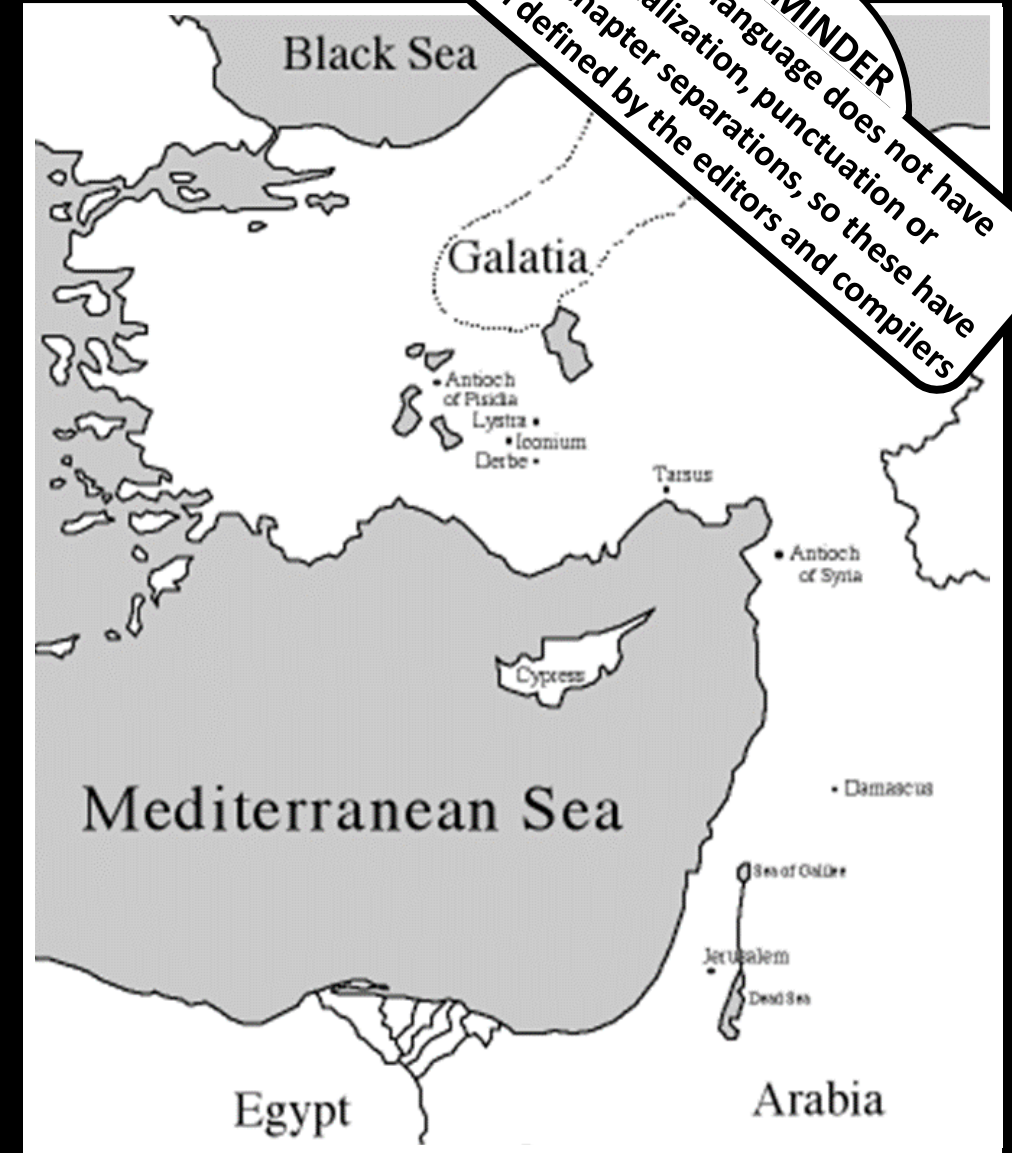 Black Sea
MINDER
language does not have
punctuation or
chapter separations, so these have
defined by the editors and compilers
Galatia
Antioch
of Pisidia
Lystra
Iconium
Derbe
Tarsus
Antioch
of Syria
Cypress
Mediterranean Sea
Damascus
Sea of Galilee
Jerusalem
Dead Sea
Egypt
Arabia